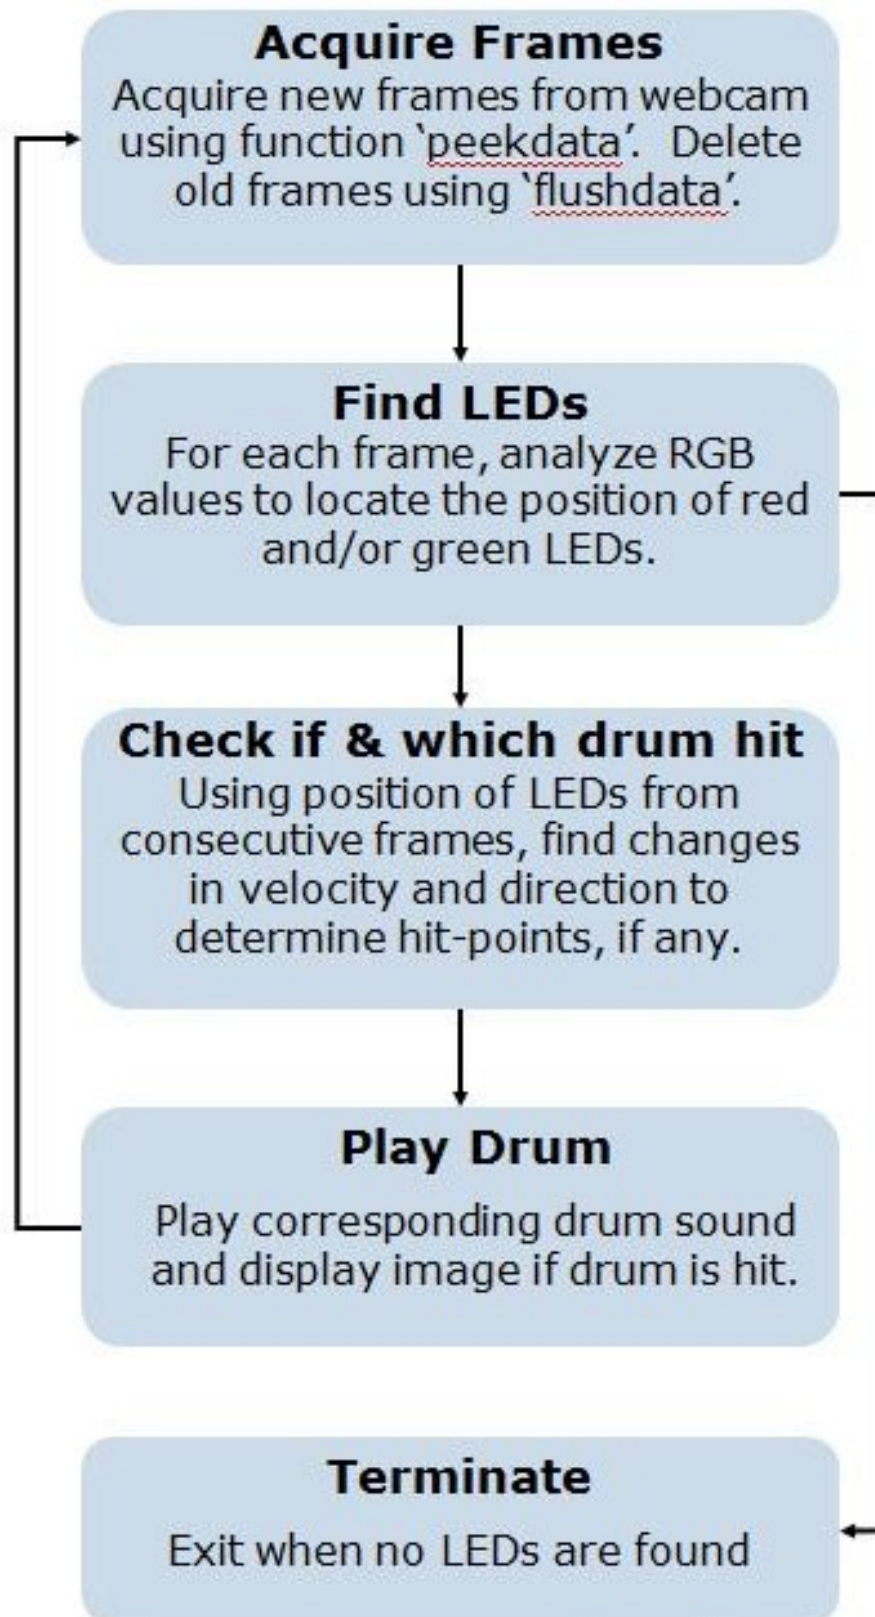 Acquire Frames
Acquire new frames from webcam
using function ‘peekdata’.  Delete
old frames using ‘flushdata’.
Find LEDs
For each frame, analyze RGB
values to locate the position of red
and/or green LEDs.
Check if & which drum hit
Using position of LEDs from
consecutive frames, find changes
in velocity and direction to
determine hit-points, if any.
Play Drum
Play corresponding drum sound
and display image if drum is hit.
Terminate
Exit when no LEDs are found